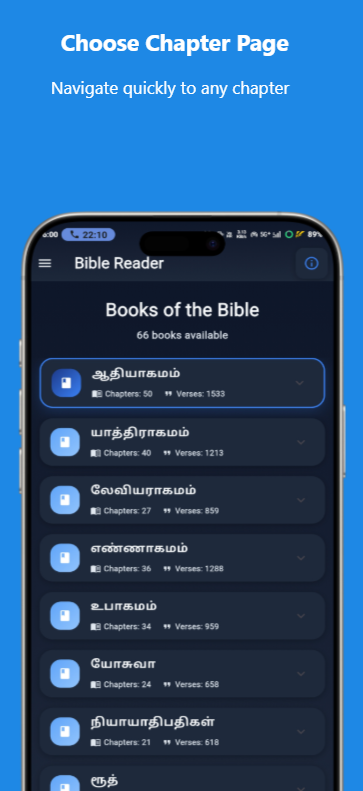 Choose Chapter Page
Navigate quickly to any chapter
22:10
89%
Bible Reader
Books of the Bible
66 books available
ஆதியாகமம்
Chapters: 50 Verses: 1533
யாத்திராகமம்
Chapters: 40 Verses: 1213
லேவியராகமம்
Chapters: 27 Verses: 859
எண்ணாகமம்
Chapters: 36 Verses: 1288
உபாகமம்
Chapters: 34 Verses: 959
யோசுவா
Chapters: 24 Verses: 658
நியாயாதிபதிகள்
Chapters: 21 Verses: 618
ரூத்